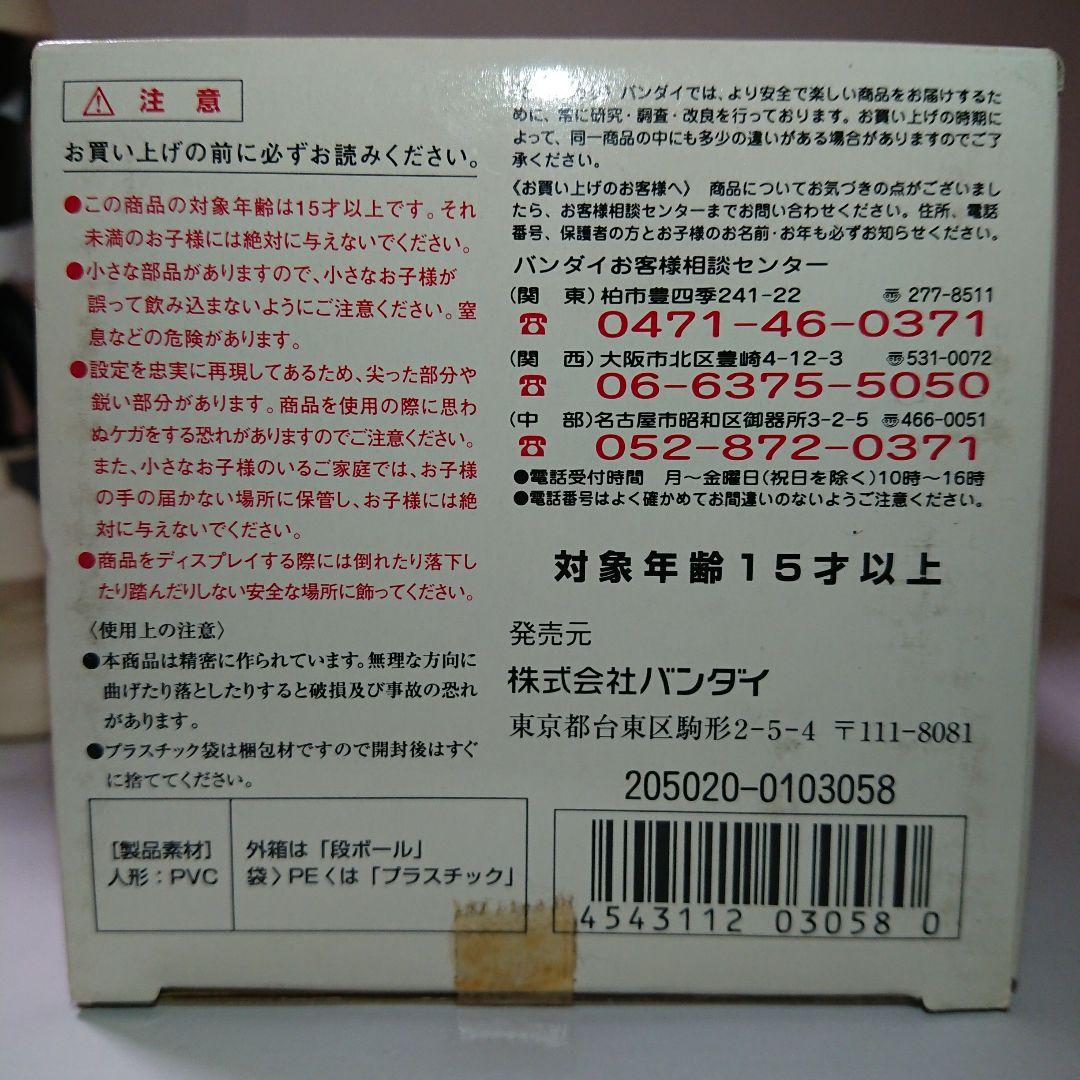 ⚠ 注意
お買い上げの前に必ずお読みください。
●この商品の対象年齢は15才以上です。それ
未満のお子様には絶対に与えないでください。
●小さな部品がありますので、小さなお子様が
誤って飲み込まないようにご注意ください。窒
息などの危険があります。
●設定を忠実に再現してあるため、尖った部分や
鋭い部分があります。商品を使用の際に思わ
ぬケガをする恐れがありますのでご注意ください。
また、小さなお子様のいるご家庭では、お子様
の手の届かない場所に保管し、お子様には絶
対に与えないでください。
●商品をディスプレイする際には倒れたり落下し
たり踏んだりしない安全な場所に飾ってください。
〈使用上の注意〉
●本商品は精密に作られています。無理な方向に
曲げたり落としたりすると破損及び事故の恐れ
があります。
●プラスチック袋は梱包材ですので開封後はすぐ
に捨ててください。
[製品素材]
人形：PVC
外箱は「段ボール」
袋〉PE〈は「プラスチック」
バンダイでは、より安全で楽しい商品をお届けするた
めに、常に研究・調査・改良を行っております。お買い上げの時期に
よって、同一商品の中にも多少の違いがある場合がありますのでご了
承ください。
〈お買い上げのお客様へ〉 商品についてお気づきの点がございまし
たら、お客様相談センターまでお問い合わせください。住所、電話
番号、保護者の方とお子様のお名前・お年も必ずお知らせください。
バンダイお客様相談センター
(関 東)柏市豊四季241-22 〠277-8511
☎ 0471-46-0371
(関 西)大阪市北区豊崎4-12-3 〠531-0072
☎ 06-6375-5050
(中 部)名古屋市昭和区御器所3-2-5 〠466-0051
☎ 052-872-0371
●電話受付時間 月〜金曜日(祝日を除く)10時〜16時
●電話番号はよく確かめてお間違いのないようご注意ください。
対象年齢15才以上
発売元
株式会社バンダイ
東京都台東区駒形2-5-4 〒111-8081
205020-0103058
4543112 03058 0